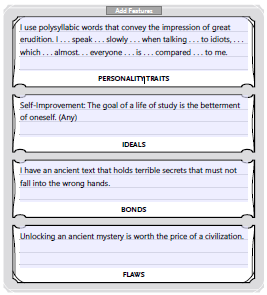 Add Features
I use polysyllabic words that convey the impression of great
erudition. I . . . speak . . . slowly . . . when talking . . . to idiots, . . .
which . . . almost. . . everyone . . . is . . . compared . . . to me.
PERSONALITY TRAITS
Self-Improvement: The goal of a life of study is the betterment
of oneself. (Any)
IDEALS
I have an ancient text that holds terrible secrets that must not
fall into the wrong hands.
BONDS
Unlocking an ancient mystery is worth the price of a civilization.
FLAWS